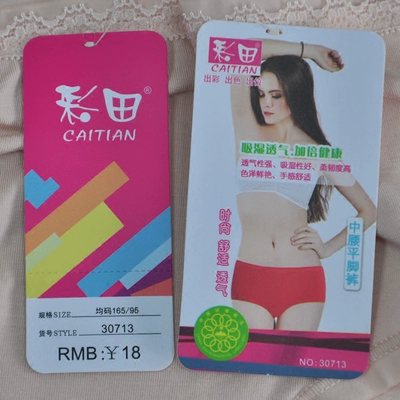 彩田
CAITIAN
规格SIZE 均码165/95
货号STYLE 30713
RMB:￥18
彩田
CAITIAN
出彩 出色
吸湿透气.加倍健康
透气性强、吸湿性好、柔韧度高
色泽鲜艳、手感舒适
时尚 舒适 透气
中腰平脚裤
NO:30713